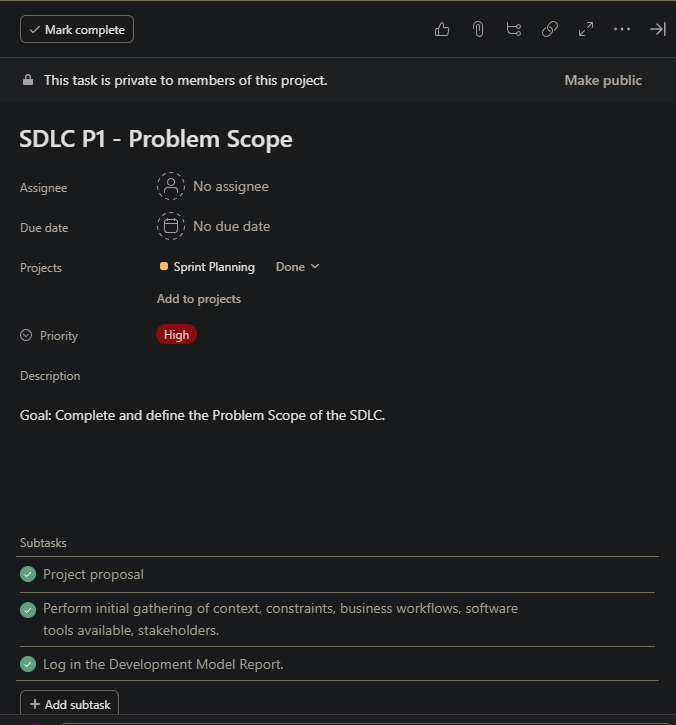 Mark complete
This task is private to members of this project.
Make public
SDLC P1 - Problem Scope
Assignee
No assignee
Due date
No due date
Projects
Sprint Planning
Done
Add to projects
Priority
High
Description
Goal: Complete and define the Problem Scope of the SDLC.
Subtasks
Project proposal
Perform initial gathering of context, constraints, business workflows, software
tools available, stakeholders.
Log in the Development Model Report.
Add subtask